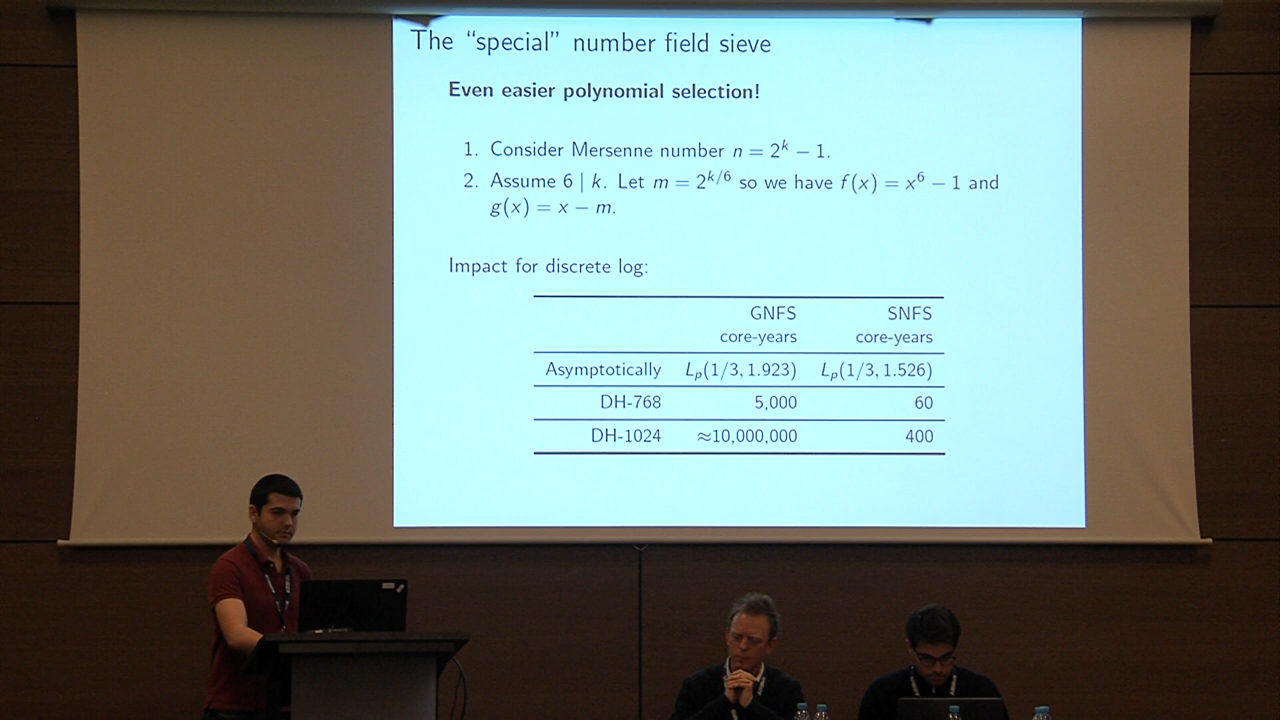 The “special” number field sieve
Even easier polynomial selection!
1. Consider Mersenne number n = 2^k − 1.
2. Assume 6 | k. Let m = 2^{k/6} so we have f(x) = x^6 − 1 and
g(x) = x − m.
Impact for discrete log:
GNFS SNFS
core-years core-years
Asymptotically L_p(1/3, 1.923) L_p(1/3, 1.526)
DH-768 5,000 60
DH-1024 ≈10,000,000 400